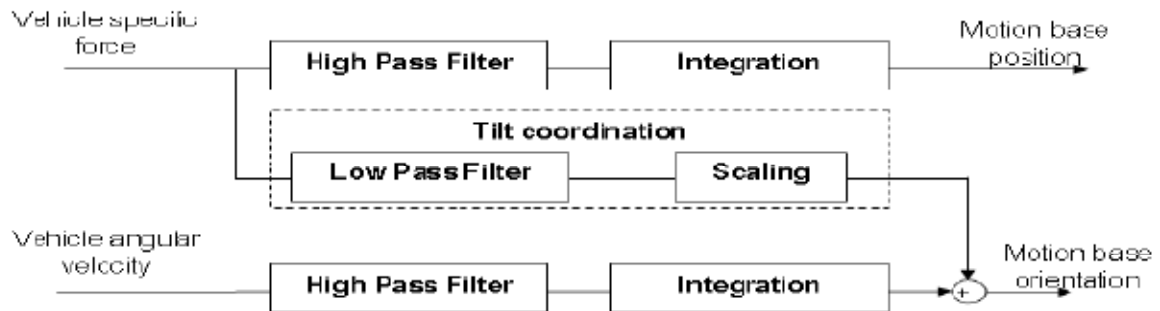 Vehicle specific
force
High Pass Filter
Integration
Motion base
position
Tilt coordination
Low Pass Filter
Scaling
Vehicle angular
velocity
High Pass Filter
Integration
+
Motion base
orientation